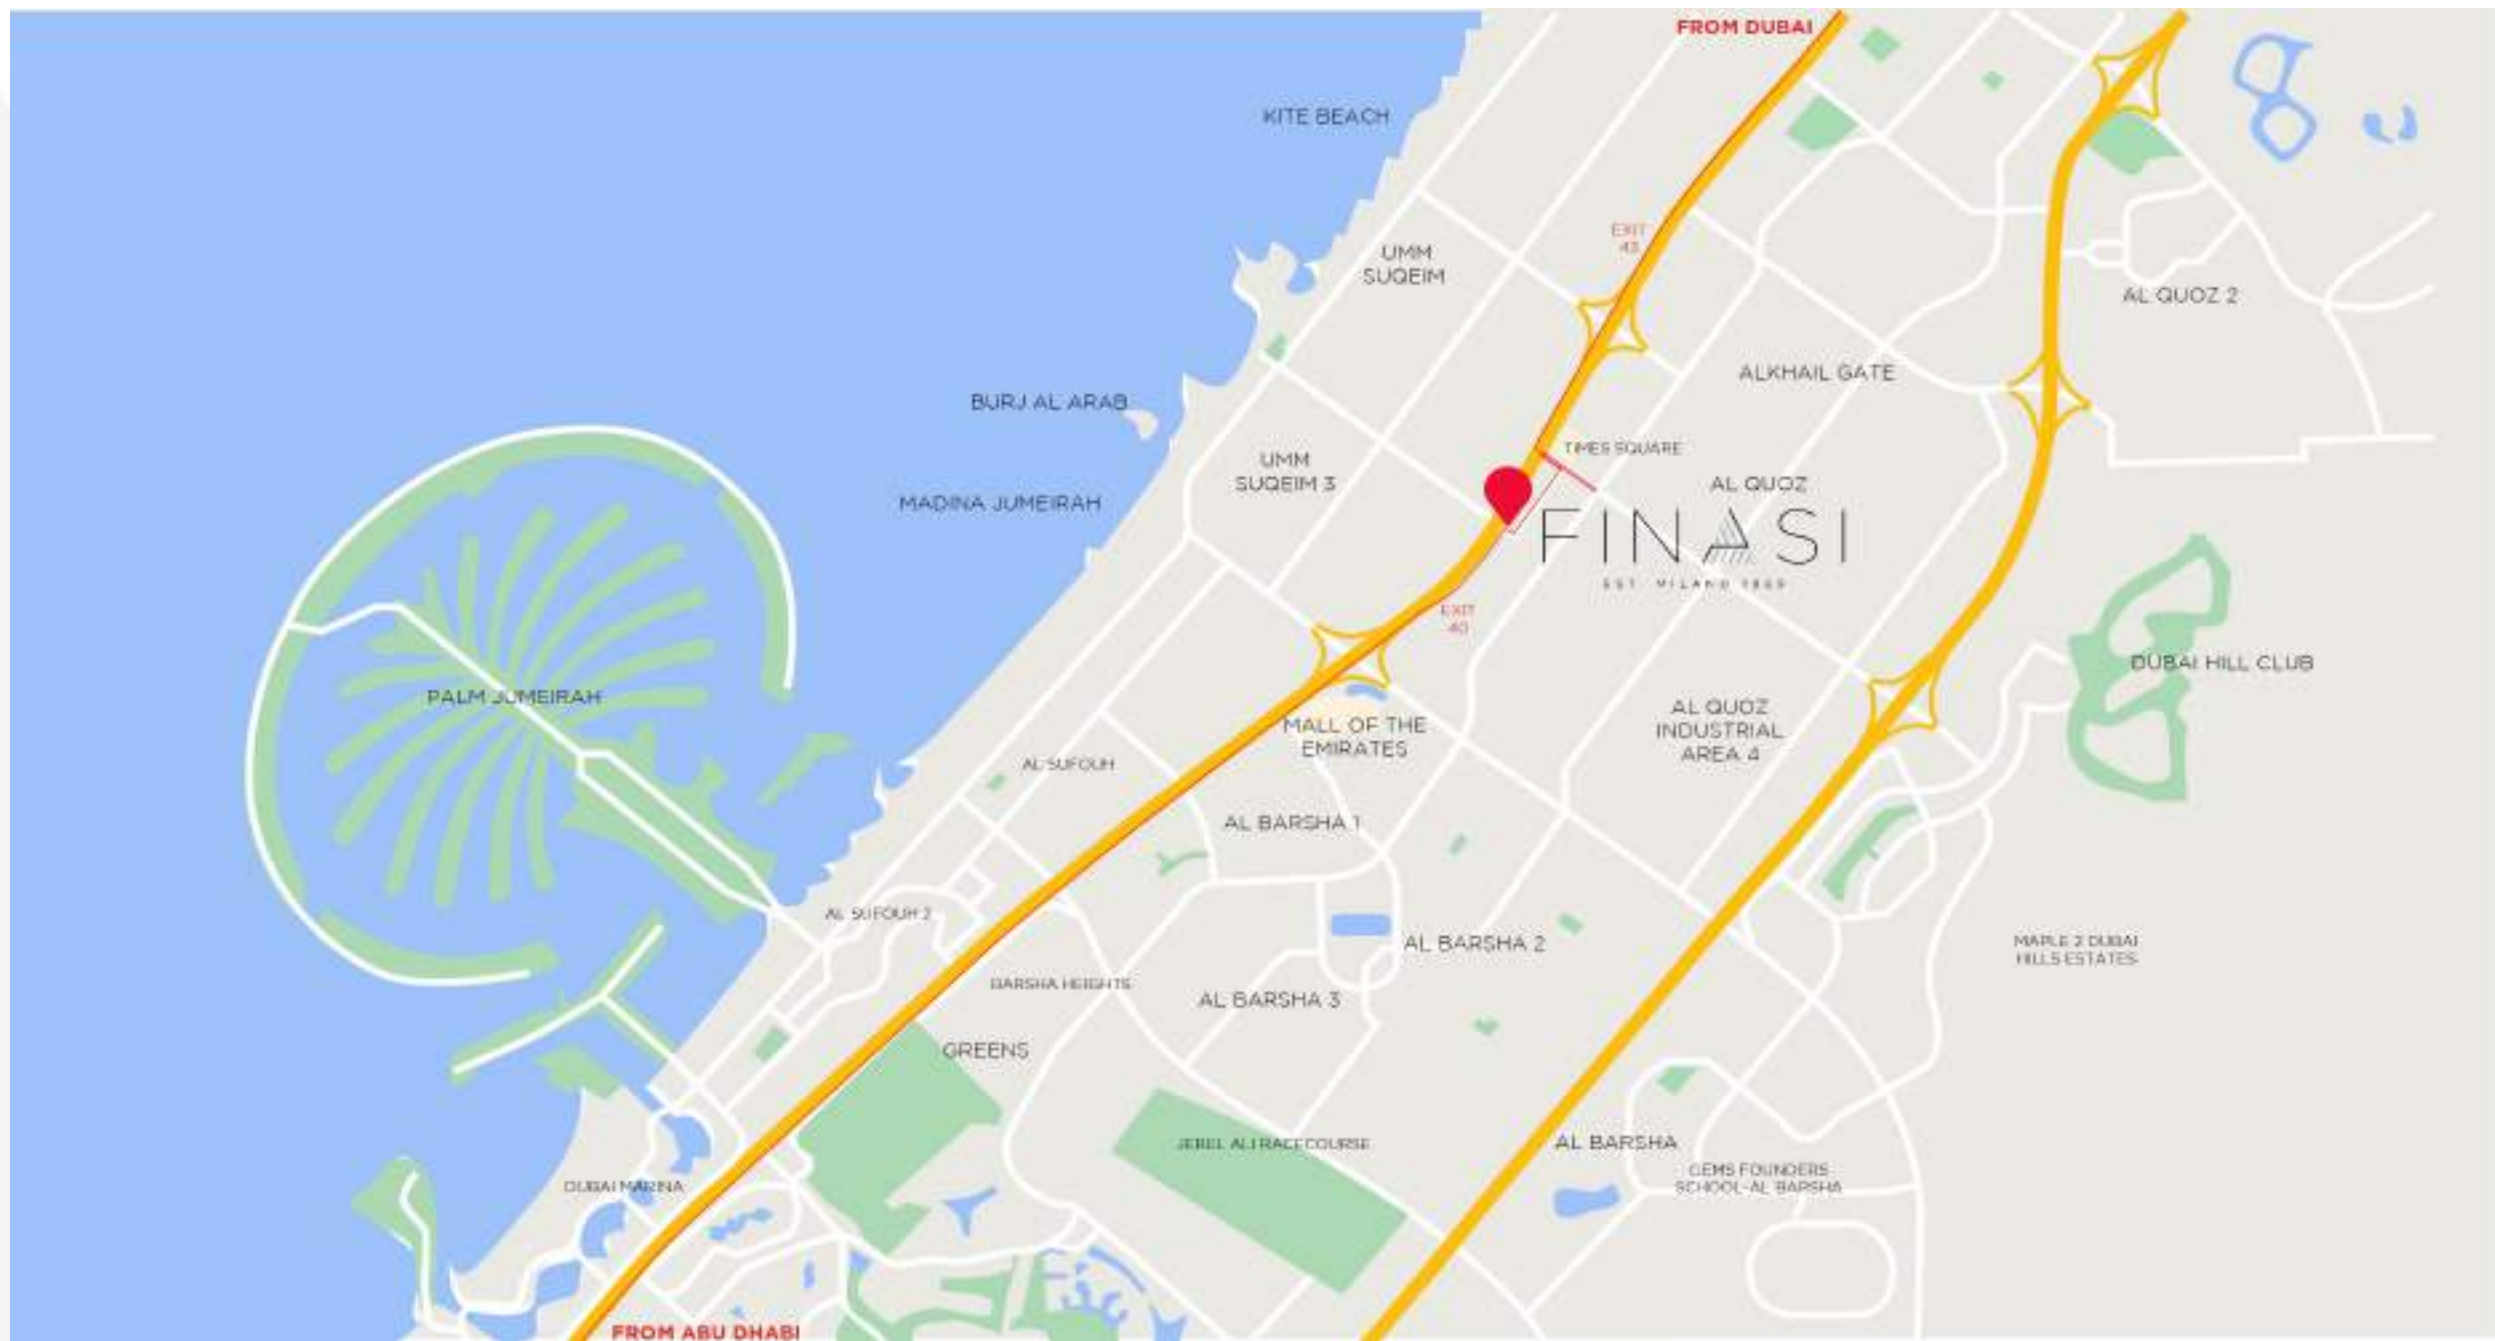 FROM DUBAI
KITE BEACH
EXIT
43
UMM
SUQEIM
AL QUOZ 2
ALKHAIL GATE
BURJ AL ARAB
TIMES SQUARE
UMM
SUQEIM 3
AL QUOZ
MADINA JUMEIRAH
FINASI
EST. MILANO 1969
EXIT
40
DUBAI HILL CLUB
PALM JUMEIRAH
AL QUOZ
INDUSTRIAL
AREA 4
MALL OF THE
EMIRATES
AL SUFOUH
AL BARSHA 1
AL SUFOUH 2
AL BARSHA 2
MAPLE 2 DUBAI
HILLS ESTATES
BARSHA HEIGHTS
AL BARSHA 3
GREENS
JEBEL ALI RACECOURSE
AL BARSHA
GEMS FOUNDERS
SCHOOL-AL BARSHA
DUBAI MARINA
FROM ABU DHABI